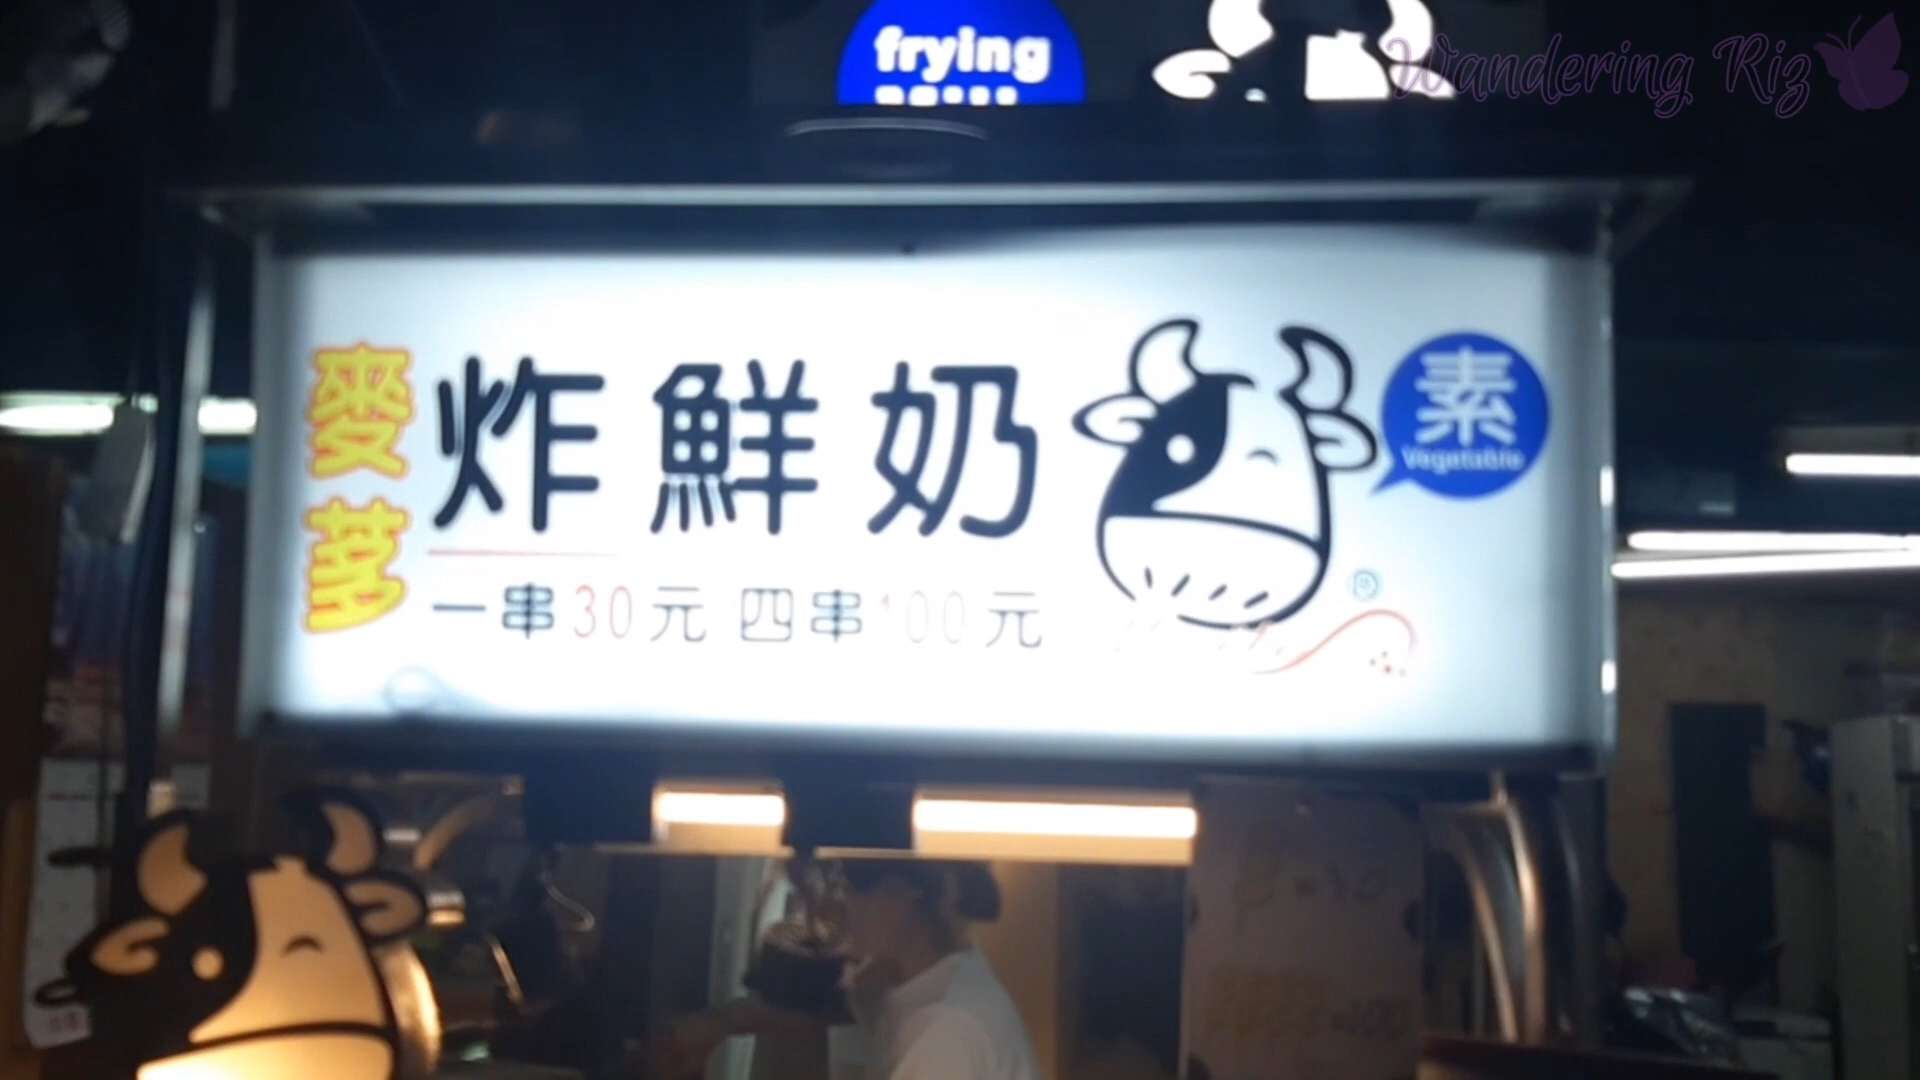 frying
Wandering Riz
麥茤
炸鮮奶
素
Vegetable
一串30元 四串100元
®